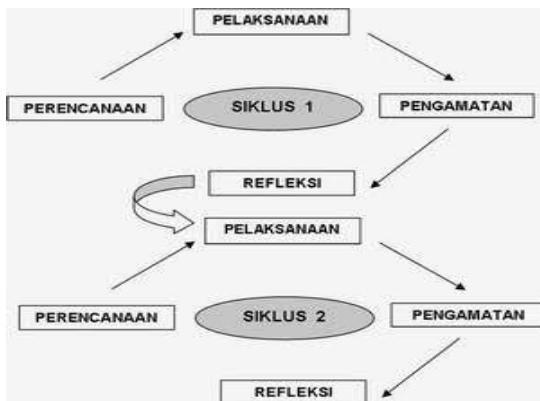 PELAKSANAAN
PERENCANAAN
SIKLUS 1
PENGAMATAN
REFLEKSI
PELAKSANAAN
PERENCANAAN
SIKLUS 2
PENGAMATAN
REFLEKSI